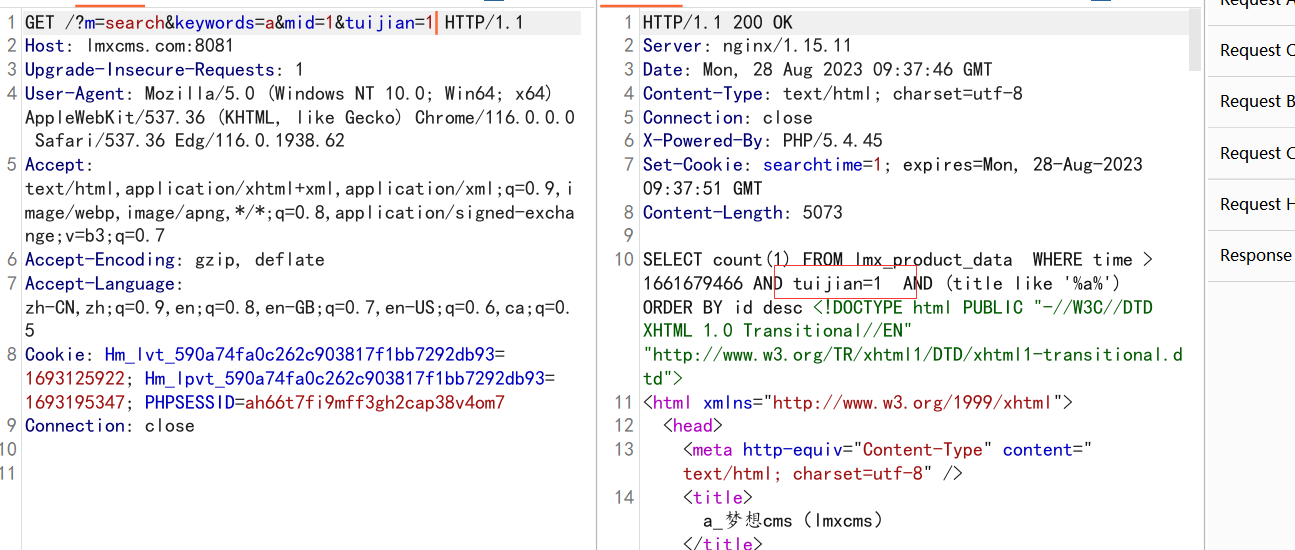 1 GET /?m=search&keywords=a&mid=1&tuijian=1 HTTP/1.1
2 Host: lmxcms.com:8081
3 Upgrade-Insecure-Requests: 1
4 User-Agent: Mozilla/5.0 (Windows NT 10.0; Win64; x64)
AppleWebKit/537.36 (KHTML, like Gecko) Chrome/116.0.0.0
Safari/537.36 Edg/116.0.1938.62
5 Accept:
text/html,application/xhtml+xml,application/xml;q=0.9,i
mage/webp,image/apng,*/*;q=0.8,application/signed-excha
nge;v=b3;q=0.7
6 Accept-Encoding: gzip, deflate
7 Accept-Language:
zh-CN,zh;q=0.9,en;q=0.8,en-GB;q=0.7,en-US;q=0.6,ca;q=0.
5
8 Cookie: Hm_lvt_590a74fa0c262c903817f1bb7292db93=
1693125922; Hm_lpvt_590a74fa0c262c903817f1bb7292db93=
1693195347; PHPSESSID=ah66t7fi9mff3gh2cap38v4om7
9 Connection: close
10
11
1 HTTP/1.1 200 OK
2 Server: nginx/1.15.11
3 Date: Mon, 28 Aug 2023 09:37:46 GMT
4 Content-Type: text/html; charset=utf-8
5 Connection: close
6 X-Powered-By: PHP/5.4.45
7 Set-Cookie: searchtime=1; expires=Mon, 28-Aug-2023
09:37:51 GMT
8 Content-Length: 5073
9
10 SELECT count(1) FROM lmx_product_data  WHERE time >
1661679466 AND tuijian=1  AND (title like '%a%')
ORDER BY id desc <!DOCTYPE html PUBLIC "-//W3C//DTD
XHTML 1.0 Transitional//EN"
"http://www.w3.org/TR/xhtml1/DTD/xhtml1-transitional.d
td">
11 <html xmlns="http://www.w3.org/1999/xhtml">
12 <head>
13 <meta http-equiv="Content-Type" content="
text/html; charset=utf-8" />
14 <title>
a_梦想cms（lmxcms）
</title>
Request
Request
Request
Request
Response